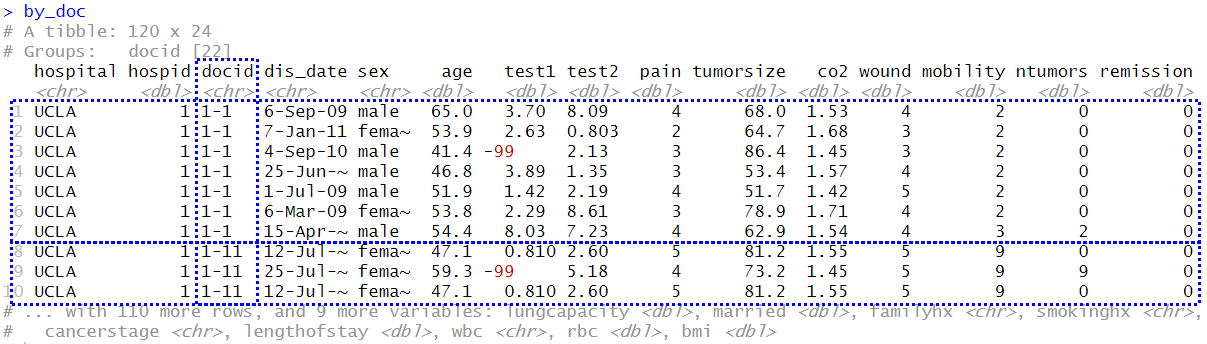 > by_doc
# A tibble: 120 x 24
# Groups:   docid [22]
   hospital hospid docid dis_date sex      age   test1 test2  pain tumorsize   co2 wound mobility ntumors remission
   <chr>     <dbl> <chr> <chr>    <chr>  <dbl>   <dbl> <dbl> <dbl>     <dbl> <dbl> <dbl>    <dbl>   <dbl>     <dbl>
 1 UCLA          1 1-1   6-Sep-09 male    65.0   3.70  8.09      4      68.0  1.53     4        2       0         0
 2 UCLA          1 1-1   7-Jan-11 fema~   53.9   2.63  0.803     2      64.7  1.68     3        2       0         0
 3 UCLA          1 1-1   4-Sep-10 male    41.4 -99     2.13      3      86.4  1.45     3        2       0         0
 4 UCLA          1 1-1   25-Jun-~ male    46.8   3.89  1.35      3      53.4  1.57     4        2       0         0
 5 UCLA          1 1-1   1-Jul-09 male    51.9   1.42  2.19      4      51.7  1.42     5        2       0         0
 6 UCLA          1 1-1   6-Mar-09 fema~   53.8   2.29  8.61      3      78.9  1.71     4        2       0         0
 7 UCLA          1 1-1   15-Apr-~ male    54.4   8.03  7.23      4      62.9  1.54     4        3       2         0
 8 UCLA          1 1-11  12-Jul-~ fema~   47.1   0.810 2.60      5      81.2  1.55     5        9       0         0
 9 UCLA          1 1-11  25-Jul-~ fema~   59.3 -99     5.18      4      73.2  1.45     5        9       9         0
10 UCLA          1 1-11  12-Jul-~ fema~   47.1   0.810 2.60      5      81.2  1.55     5        9       0         0
# ... with 110 more rows, and 9 more variables: lungcapacity <dbl>, married <dbl>, familyhx <chr>, smokinghx <chr>,
#   cancerstage <chr>, lengthofstay <dbl>, wbc <chr>, rbc <dbl>, bmi <dbl>